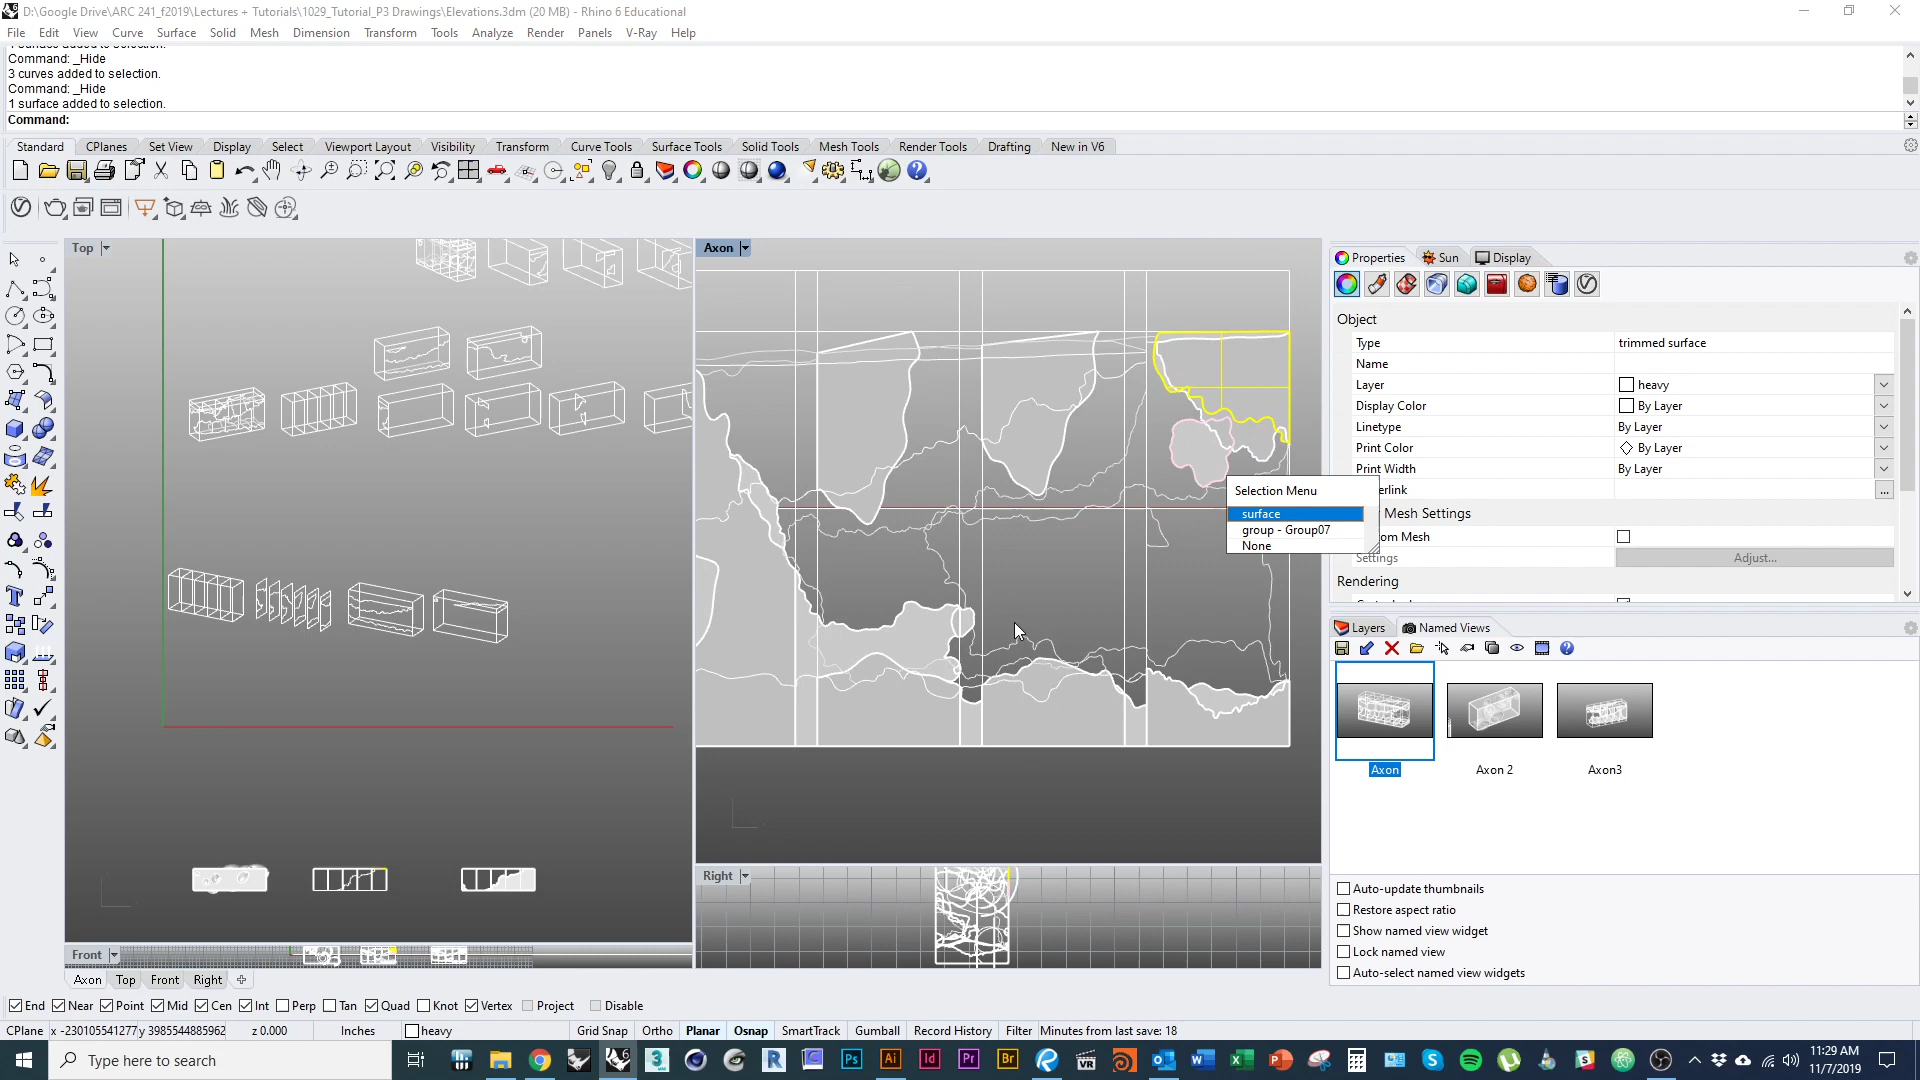 D:\Google Drive\ARC 241_f2019\Lectures + Tutorials\1029_Tutorial_P3 Drawings\Elevations.3dm (20 MB) - Rhino 6 Educational
File Edit View Curve Surface Solid Mesh Dimension Transform Tools Analyze Render Panels V-Ray Help
Command: _Hide
3 curves added to selection.
Command: _Hide
1 surface added to selection.
Command:
Standard CPlanes Set View Display Select Viewport Layout Visibility Transform Curve Tools Surface Tools Solid Tools Mesh Tools Render Tools Drafting New in V6
Top
Axon
Properties Sun Display
Object
Type trimmed surface
Name
Layer heavy
Display Color By Layer
Linetype By Layer
Print Color By Layer
Print Width By Layer
erlink ...
Mesh Settings
om Mesh
Settings Adjust...
Rendering
Selection Menu
surface
group - Group07
None
Layers Named Views
Axon
Axon 2
Axon3
Right
Auto-update thumbnails
Restore aspect ratio
Show named view widget
Lock named view
Auto-select named view widgets
Front
Axon Top Front Right
End Near Point Mid Cen Int Perp Tan Quad Knot Vertex Project Disable
CPlane x -230105541277 y 3985544885962 z 0.000 Inches heavy Grid Snap Ortho Planar Osnap SmartTrack Gumball Record History Filter Minutes from last save: 18
Type here to search
11:29 AM
11/7/2019